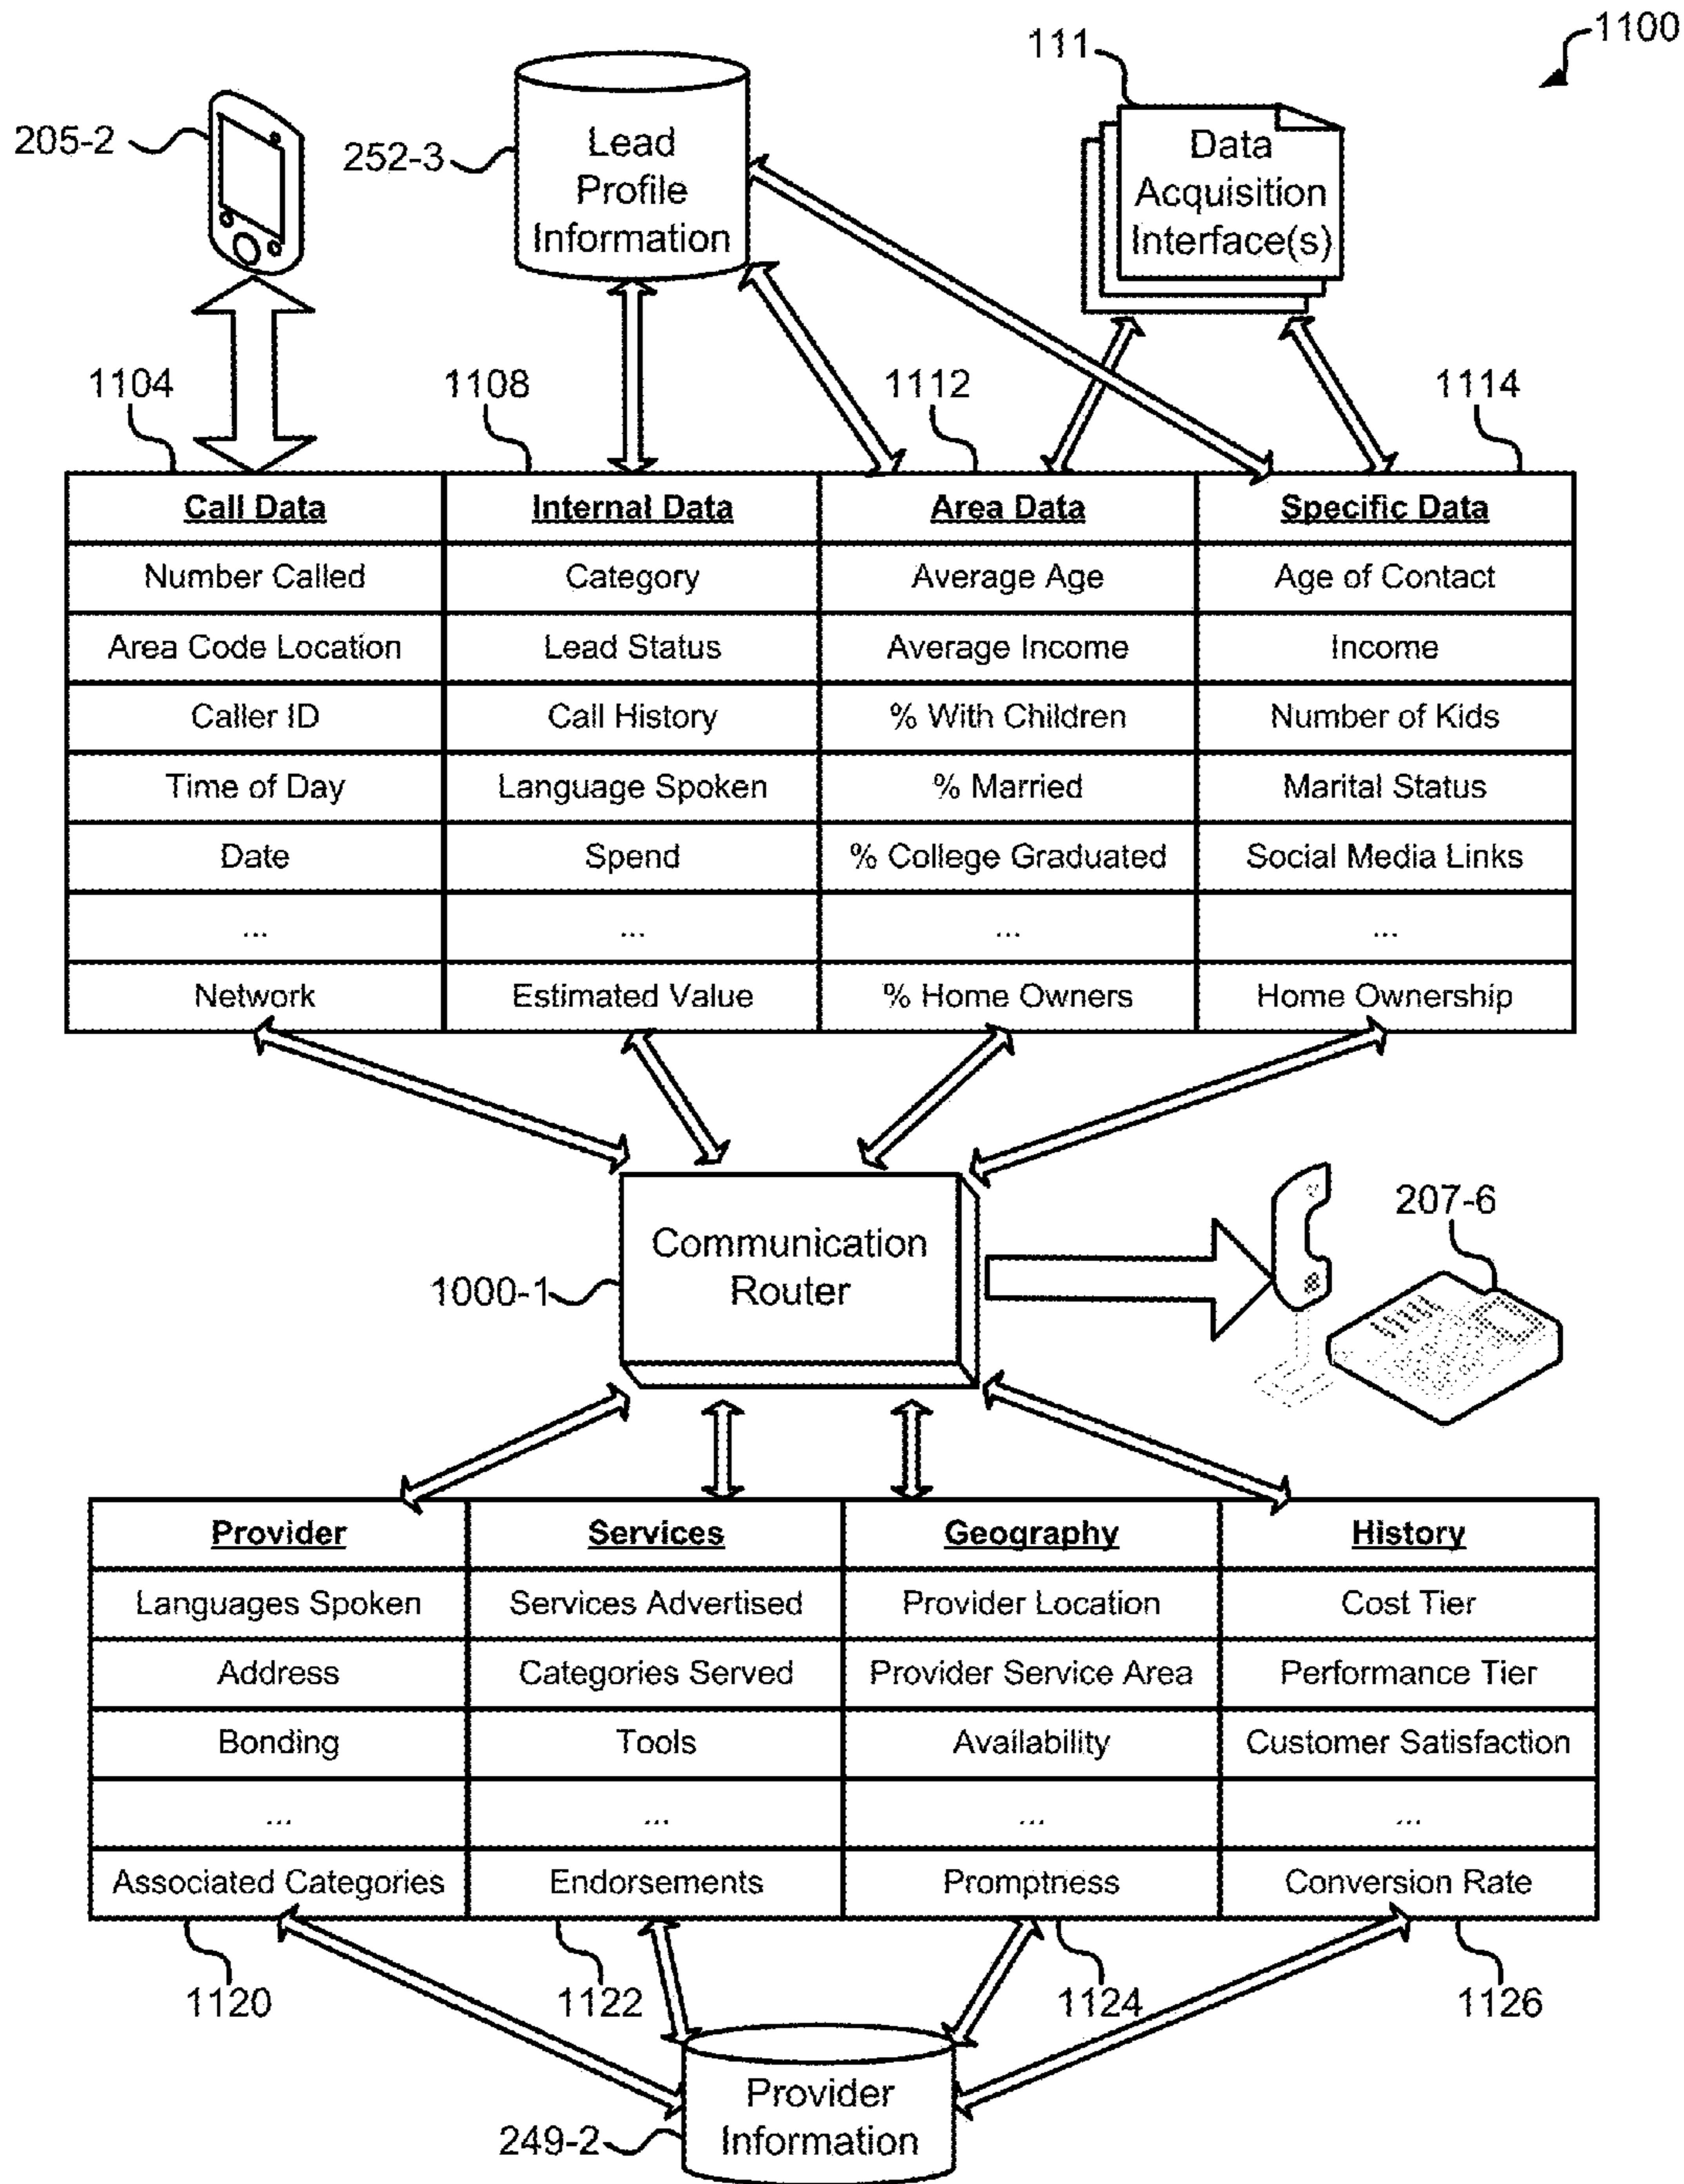 1100
111
205-2
252-3
Lead
Profile
Information
Data
Acquisition
Interface(s)
1104
1108
1112
1114
Call Data
Internal Data
Area Data
Specific Data
Number Called
Category
Average Age
Age of Contact
Area Code Location
Lead Status
Average Income
Income
Caller ID
Call History
% With Children
Number of Kids
Time of Day
Language Spoken
% Married
Marital Status
Date
Spend
% College Graduated
Social Media Links
...
...
...
...
Network
Estimated Value
% Home Owners
Home Ownership
Communication
Router
1000-1
207-6
Provider
Services
Geography
History
Languages Spoken
Services Advertised
Provider Location
Cost Tier
Address
Categories Served
Provider Service Area
Performance Tier
Bonding
Tools
Availability
Customer Satisfaction
...
...
...
...
Associated Categories
Endorsements
Promptness
Conversion Rate
1120
1122
1124
1126
Provider
Information
249-2